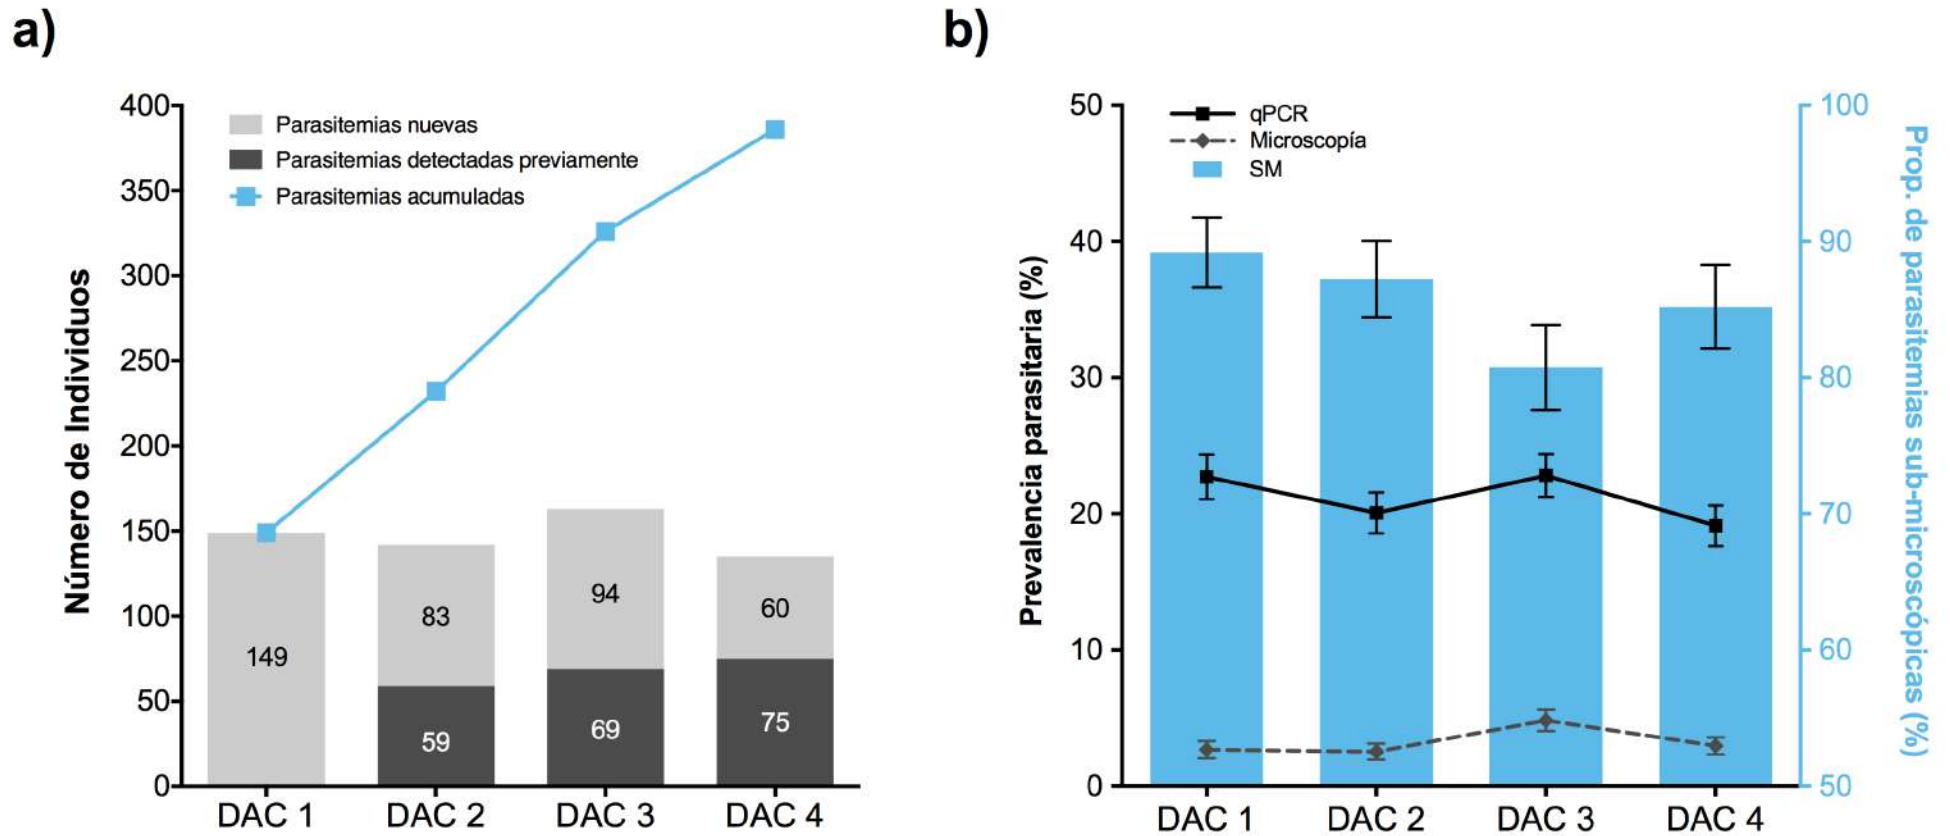 a)
Número de Individuos
400
350
300
250
200
150
100
50
0
Parasitemias nuevas
Parasitemias detectadas previamente
Parasitemias acumuladas
149
83
59
94
69
60
75
DAC 1
DAC 2
DAC 3
DAC 4
b)
Prevalencia parasitaria (%)
50
40
30
20
10
0
qPCR
Microscopía
SM
100
90
80
70
60
50
Prop. de parasitemias sub-microscópicas (%)
DAC 1
DAC 2
DAC 3
DAC 4